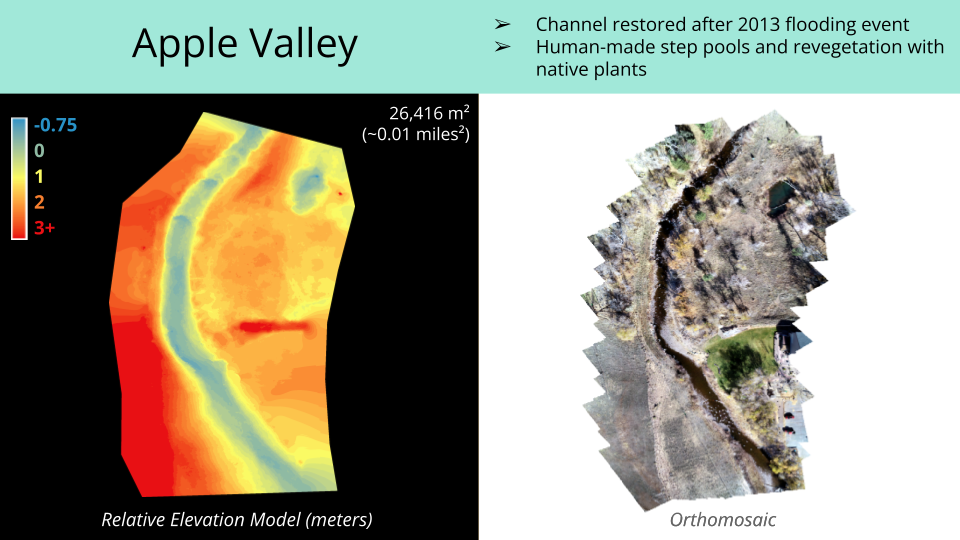 Apple Valley
➢ Channel restored after 2013 flooding event
➢ Human-made step pools and revegetation with
native plants
26,416 m²
(~0.01 miles²)
-0.75
0
1
2
3+
Relative Elevation Model (meters)
Orthomosaic